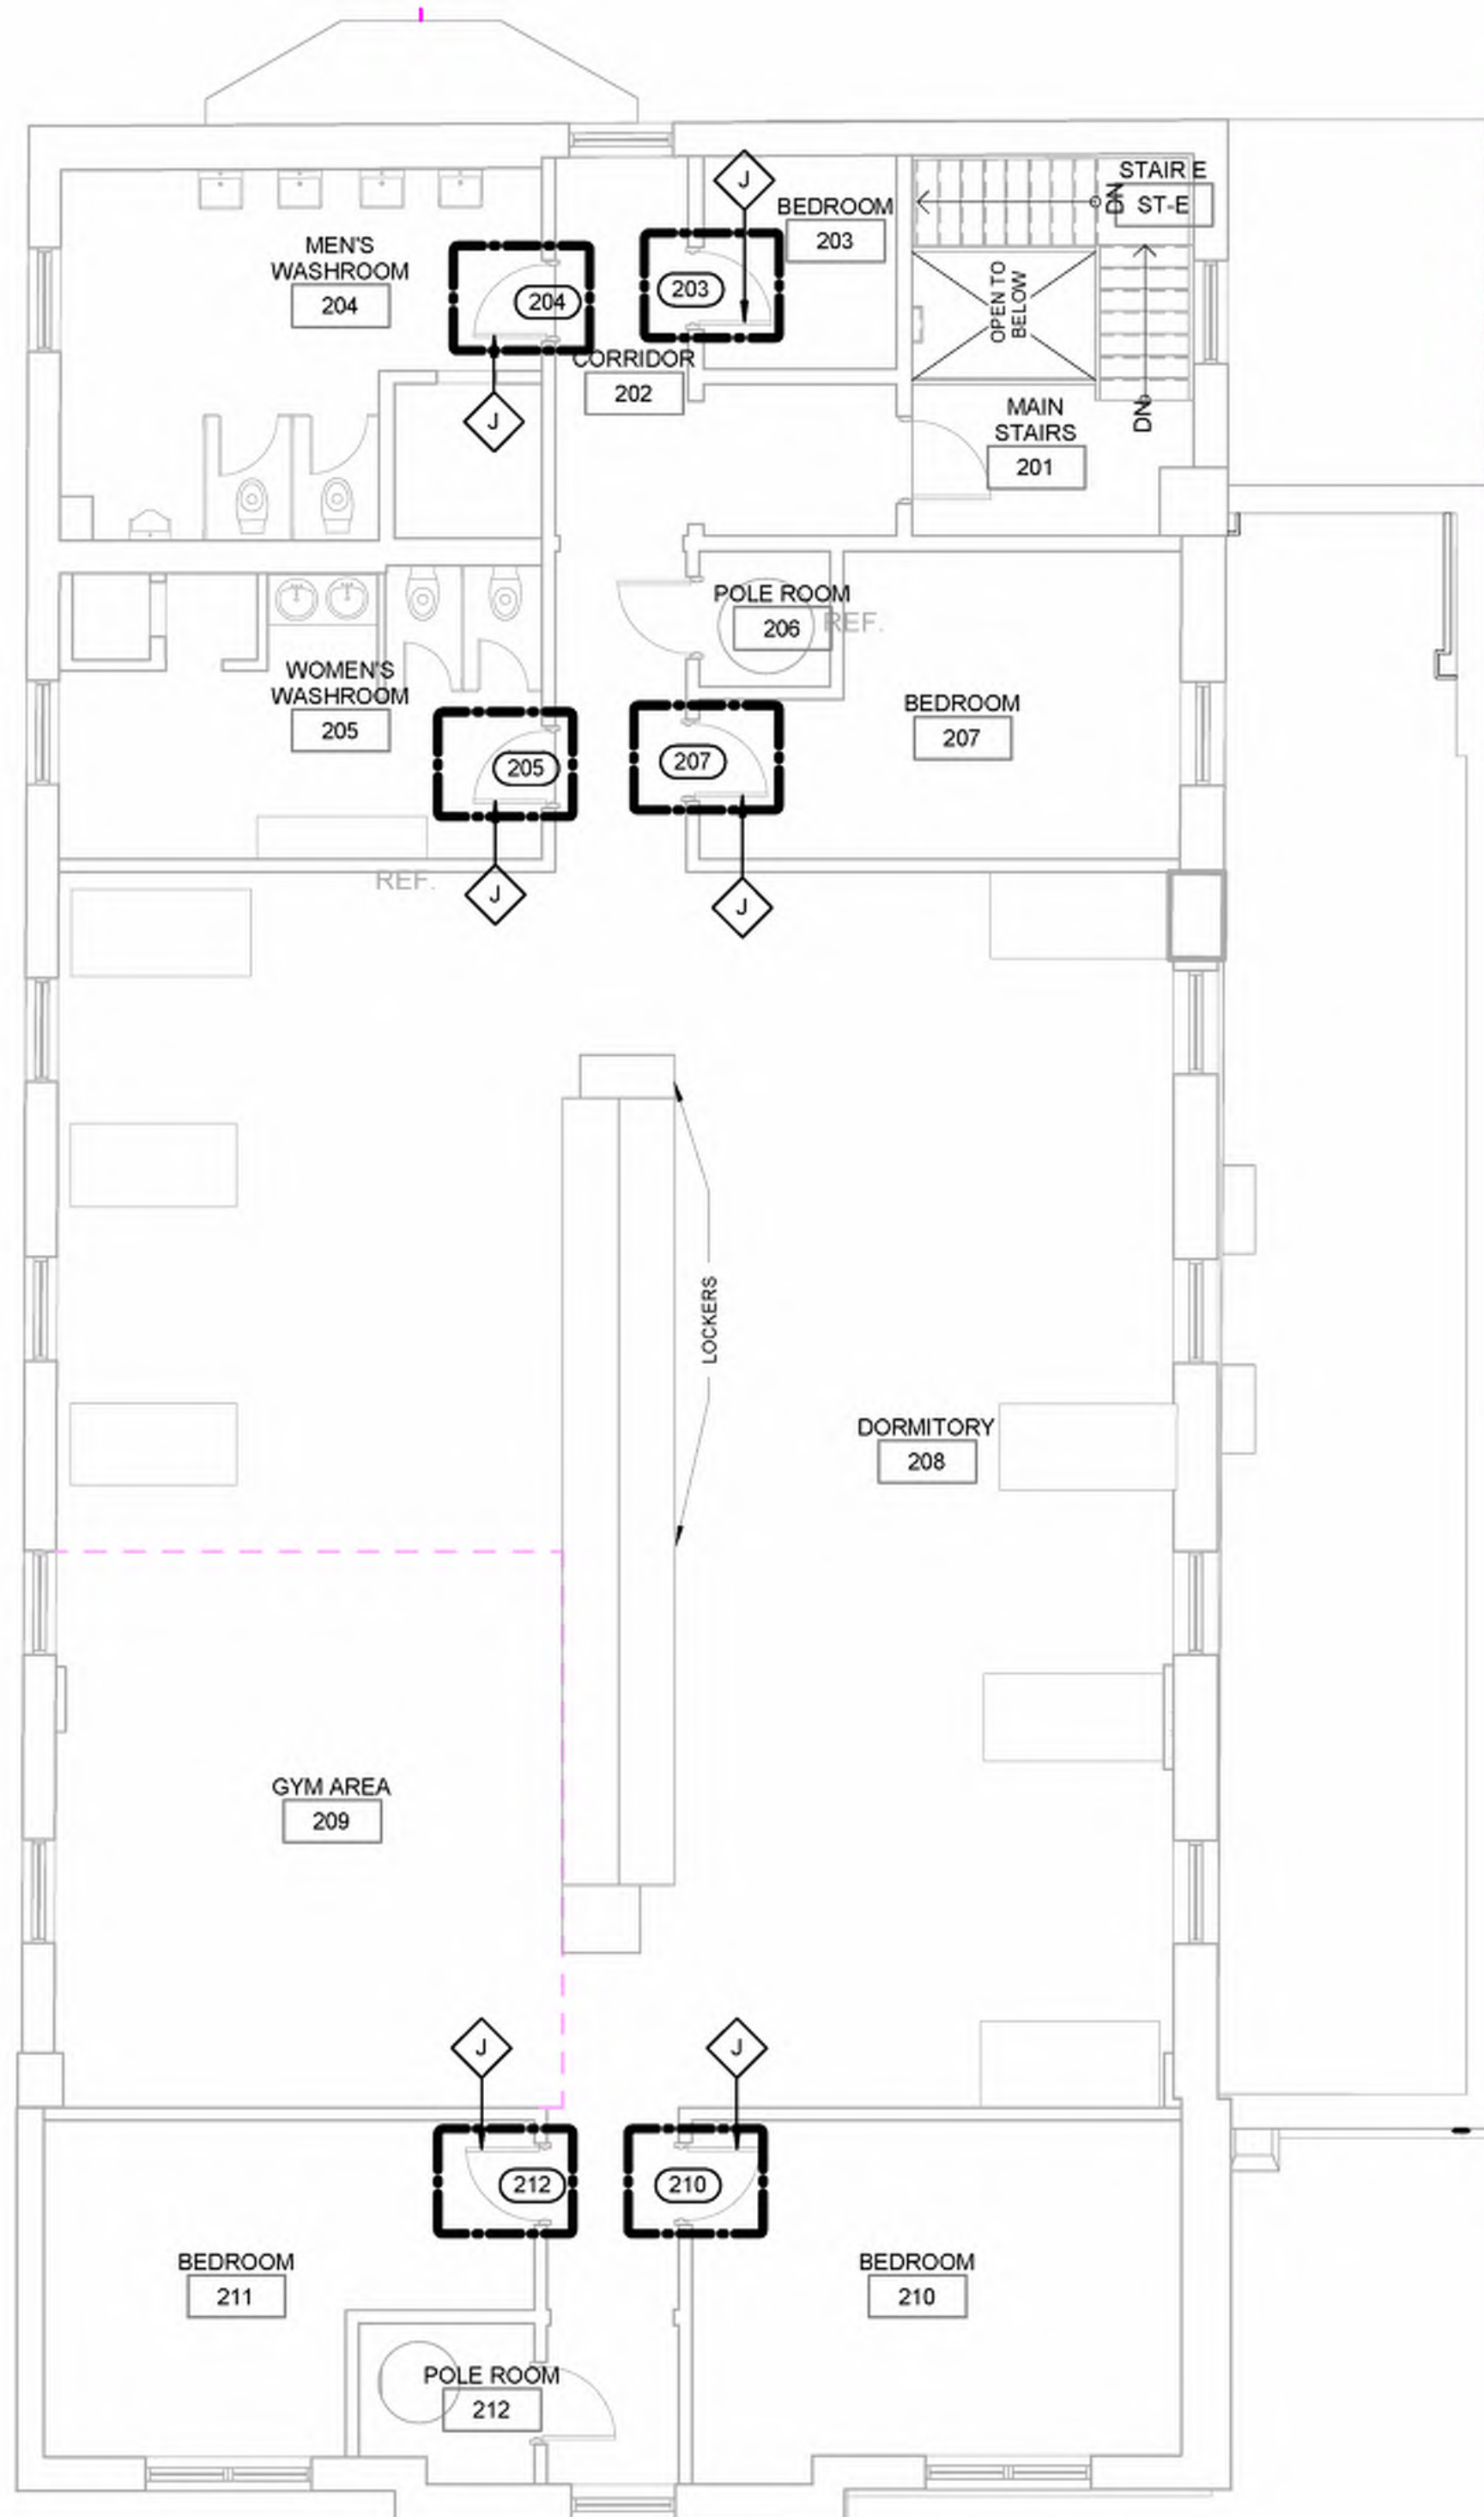 J
BEDROOM
203
STAIR E
ST-E
DN
MEN'S
WASHROOM
204
204
203
OPEN TO
BELOW
CORRIDOR
202
J
MAIN
STAIRS
201
DN
POLE ROOM
206
REF.
WOMEN'S
WASHROOM
205
205
207
BEDROOM
207
REF.
J
J
LOCKERS
DORMITORY
208
GYM AREA
209
J
J
212
210
BEDROOM
211
BEDROOM
210
POLE ROOM
212